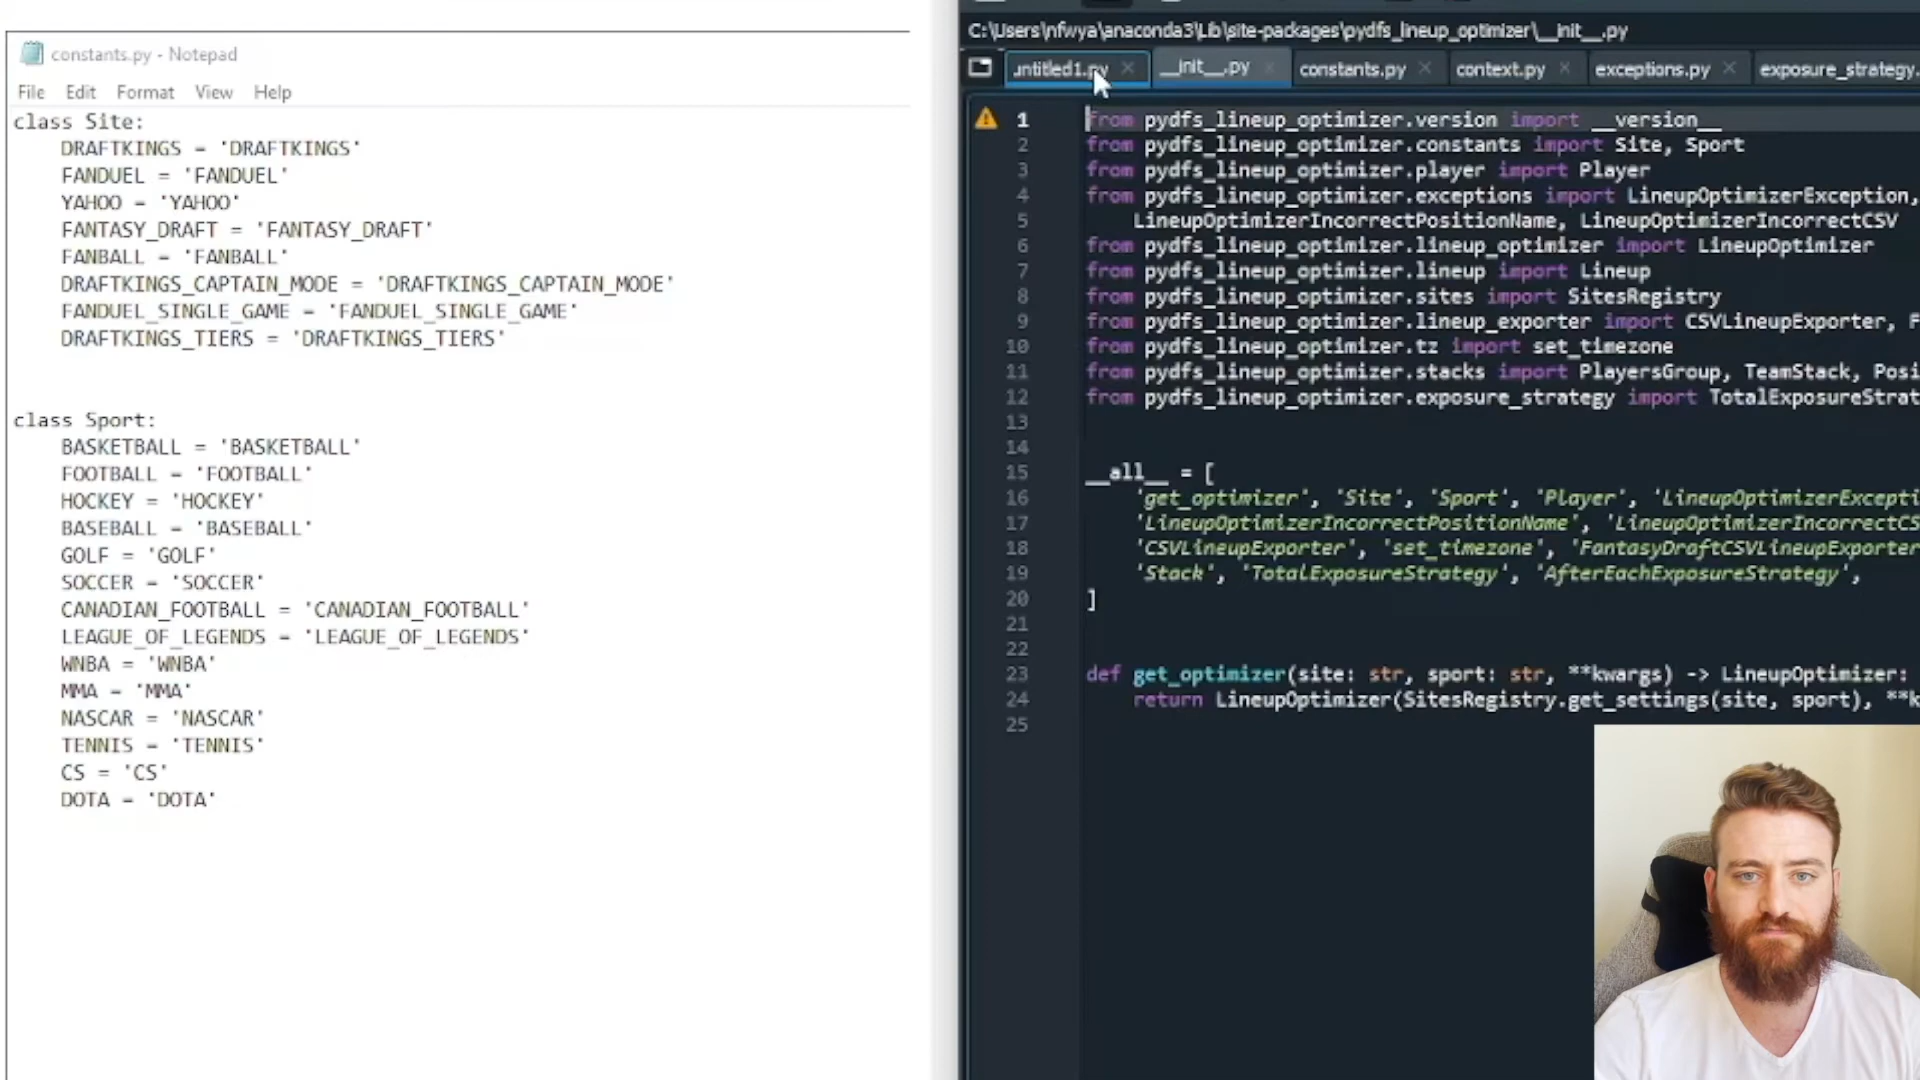 constants.py - Notepad
File Edit Format View Help
class Site:
DRAFTKINGS = 'DRAFTKINGS'
FANDUEL = 'FANDUEL'
YAHOO = 'YAHOO'
FANTASY_DRAFT = 'FANTASY_DRAFT'
FANBALL = 'FANBALL'
DRAFTKINGS_CAPTAIN_MODE = 'DRAFTKINGS_CAPTAIN_MODE'
FANDUEL_SINGLE_GAME = 'FANDUEL_SINGLE_GAME'
DRAFTKINGS_TIERS = 'DRAFTKINGS_TIERS'
class Sport:
BASKETBALL = 'BASKETBALL'
FOOTBALL = 'FOOTBALL'
HOCKEY = 'HOCKEY'
BASEBALL = 'BASEBALL'
GOLF = 'GOLF'
SOCCER = 'SOCCER'
CANADIAN_FOOTBALL = 'CANADIAN_FOOTBALL'
LEAGUE_OF_LEGENDS = 'LEAGUE_OF_LEGENDS'
WNBA = 'WNBA'
MMA = 'MMA'
NASCAR = 'NASCAR'
TENNIS = 'TENNIS'
CS = 'CS'
DOTA = 'DOTA'
C:\Users\nfwya\anaconda3\Lib\site-packages\pydfs_lineup_optimizer\__init__.py
untitled1.py __init__.py constants.py context.py exceptions.py exposure_strategy.
1 from pydfs_lineup_optimizer.version import __version__
2 from pydfs_lineup_optimizer.constants import Site, Sport
3 from pydfs_lineup_optimizer.player import Player
4 from pydfs_lineup_optimizer.exceptions import LineupOptimizerException,
5 LineupOptimizerIncorrectPositionName, LineupOptimizerIncorrectCSV
6 from pydfs_lineup_optimizer.lineup_optimizer import LineupOptimizer
7 from pydfs_lineup_optimizer.lineup import Lineup
8 from pydfs_lineup_optimizer.sites import SitesRegistry
9 from pydfs_lineup_optimizer.lineup_exporter import CSVLineupExporter, F
10 from pydfs_lineup_optimizer.tz import set_timezone
11 from pydfs_lineup_optimizer.stacks import PlayersGroup, TeamStack, Posi
12 from pydfs_lineup_optimizer.exposure_strategy import TotalExposureStrat
13
14
15 __all__ = [
16 'get_optimizer', 'Site', 'Sport', 'Player', 'LineupOptimizerExcepti
17 'LineupOptimizerIncorrectPositionName', 'LineupOptimizerIncorrectCS
18 'CSVLineupExporter', 'set_timezone', 'FantasyDraftCSVLineupExporter
19 'Stack', 'TotalExposureStrategy', 'AfterEachExposureStrategy',
20 ]
21
22
23 def get_optimizer(site: str, sport: str, **kwargs) -> LineupOptimizer:
24 return LineupOptimizer(SitesRegistry.get_settings(site, sport), **k
25